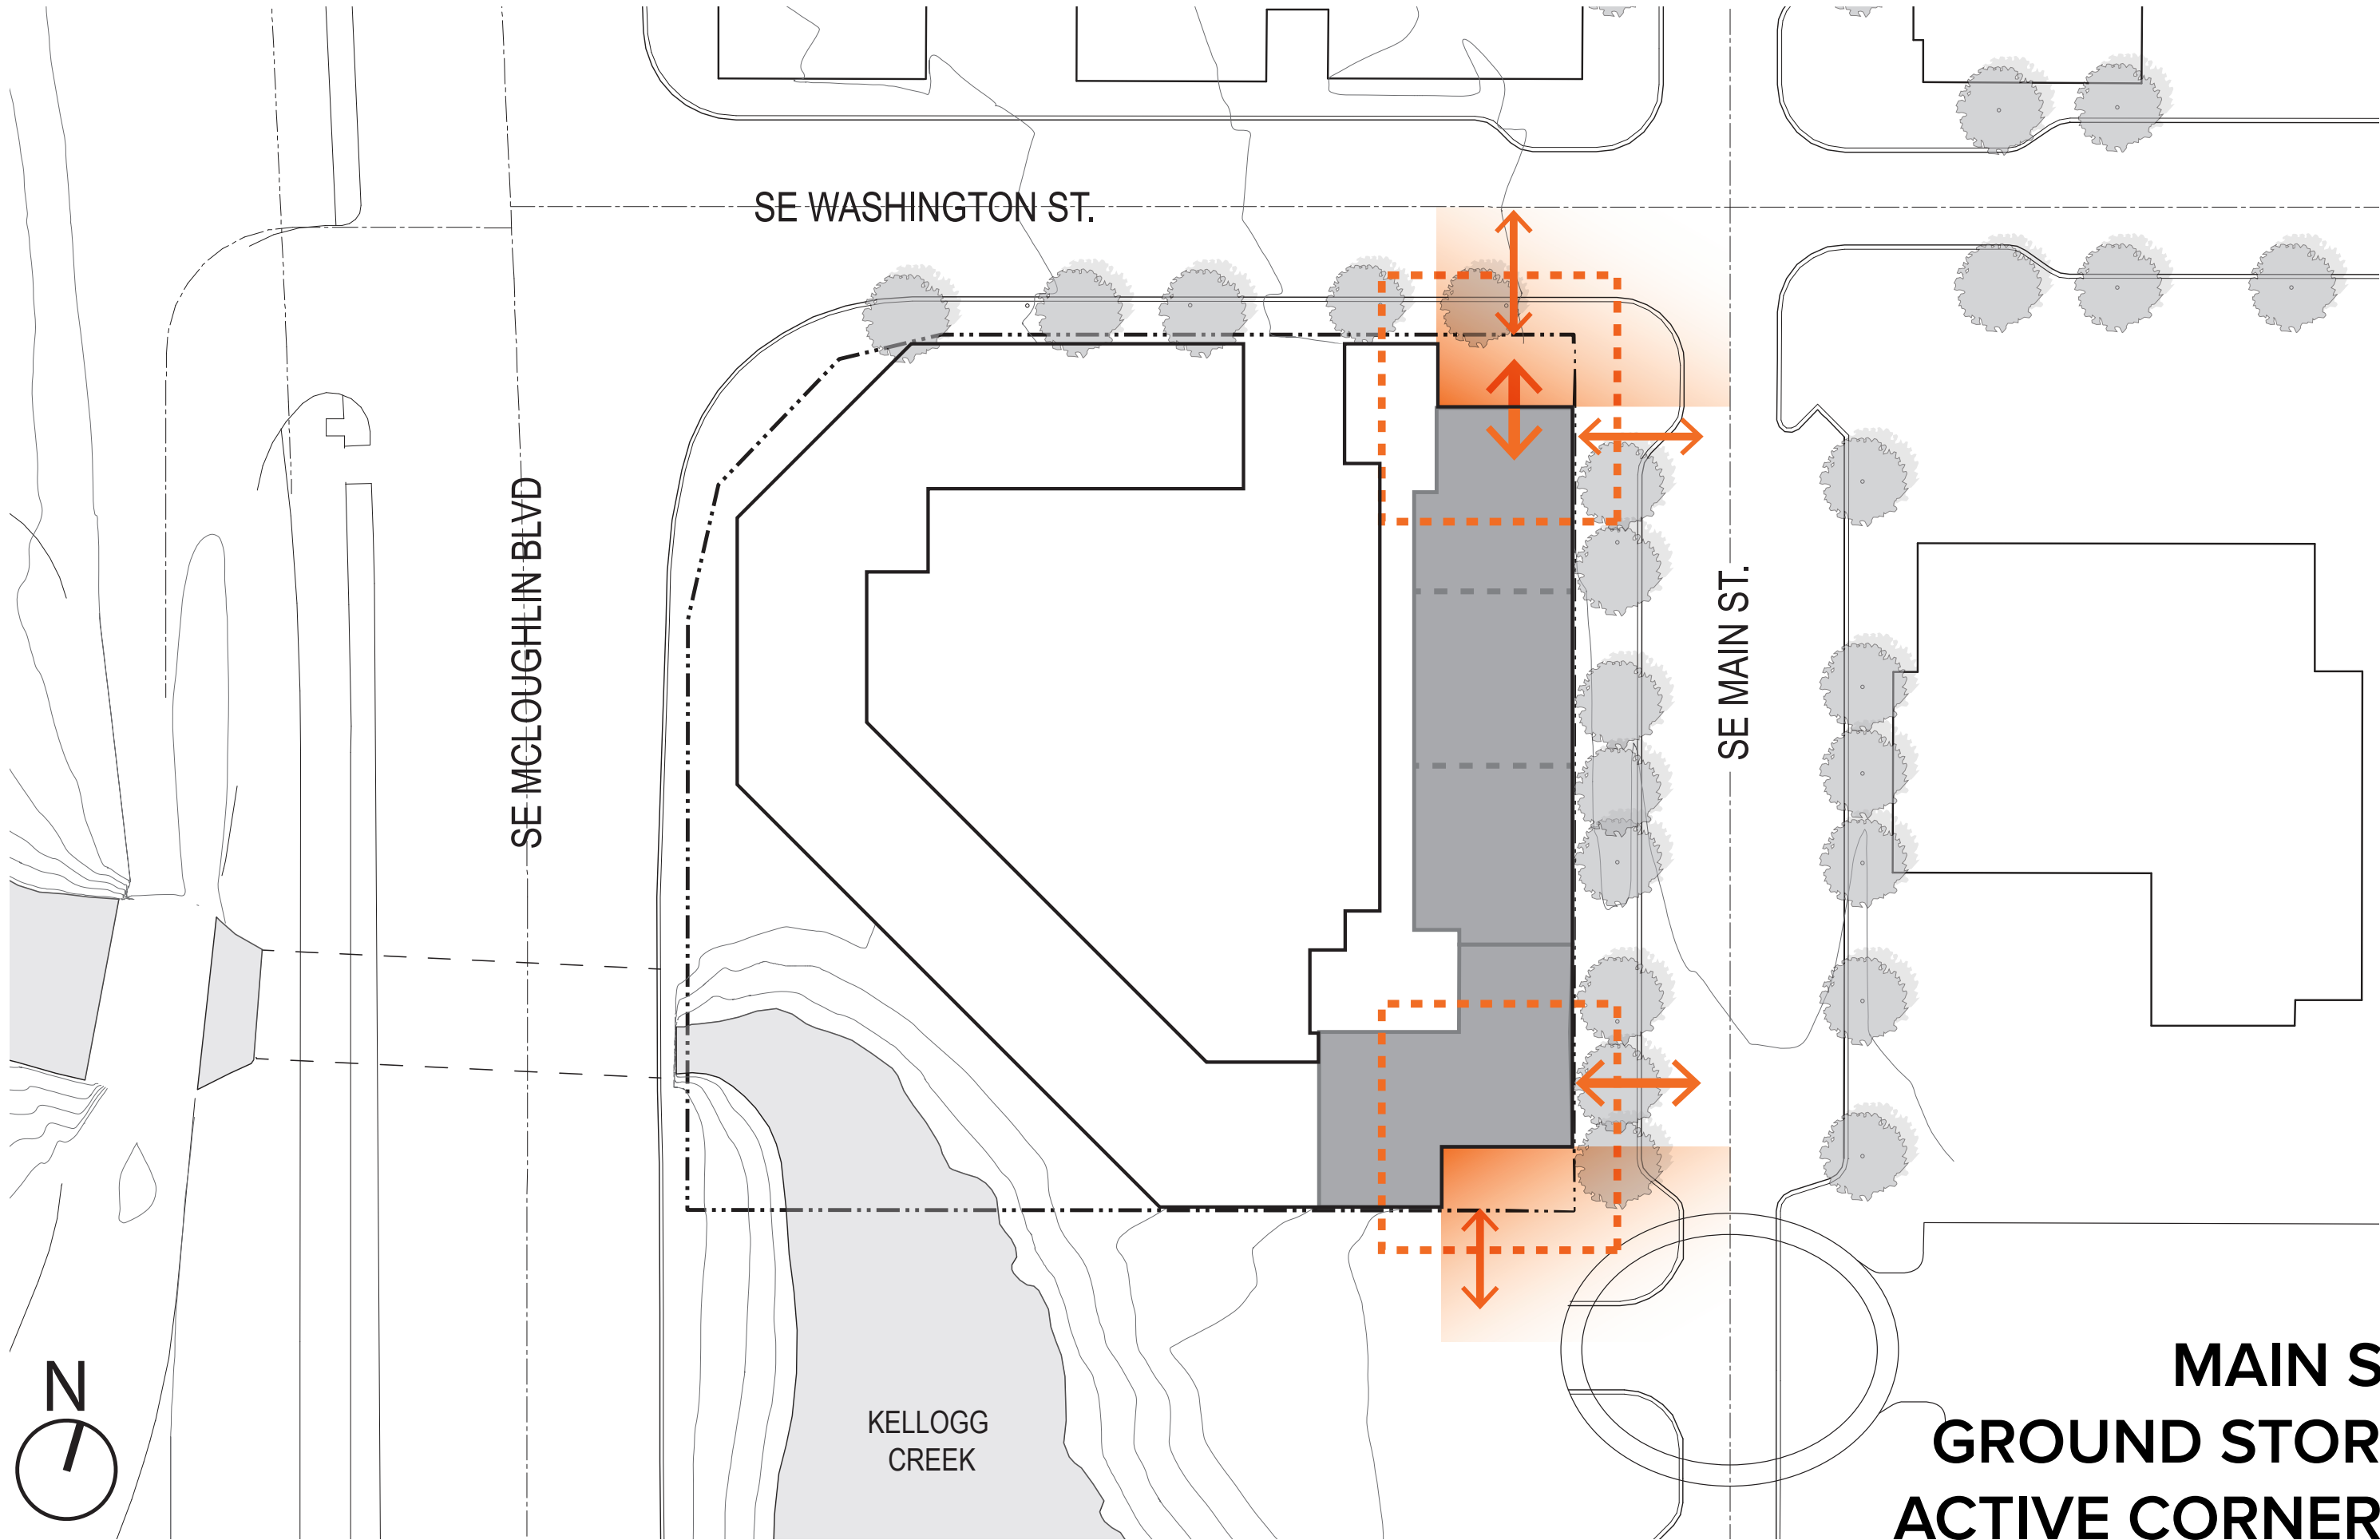 SE WASHINGTON ST.
SE MCLOUGHLIN BLVD
SE MAIN ST.
KELLOGG
CREEK
N
MAIN S
GROUND STOR
ACTIVE CORNER